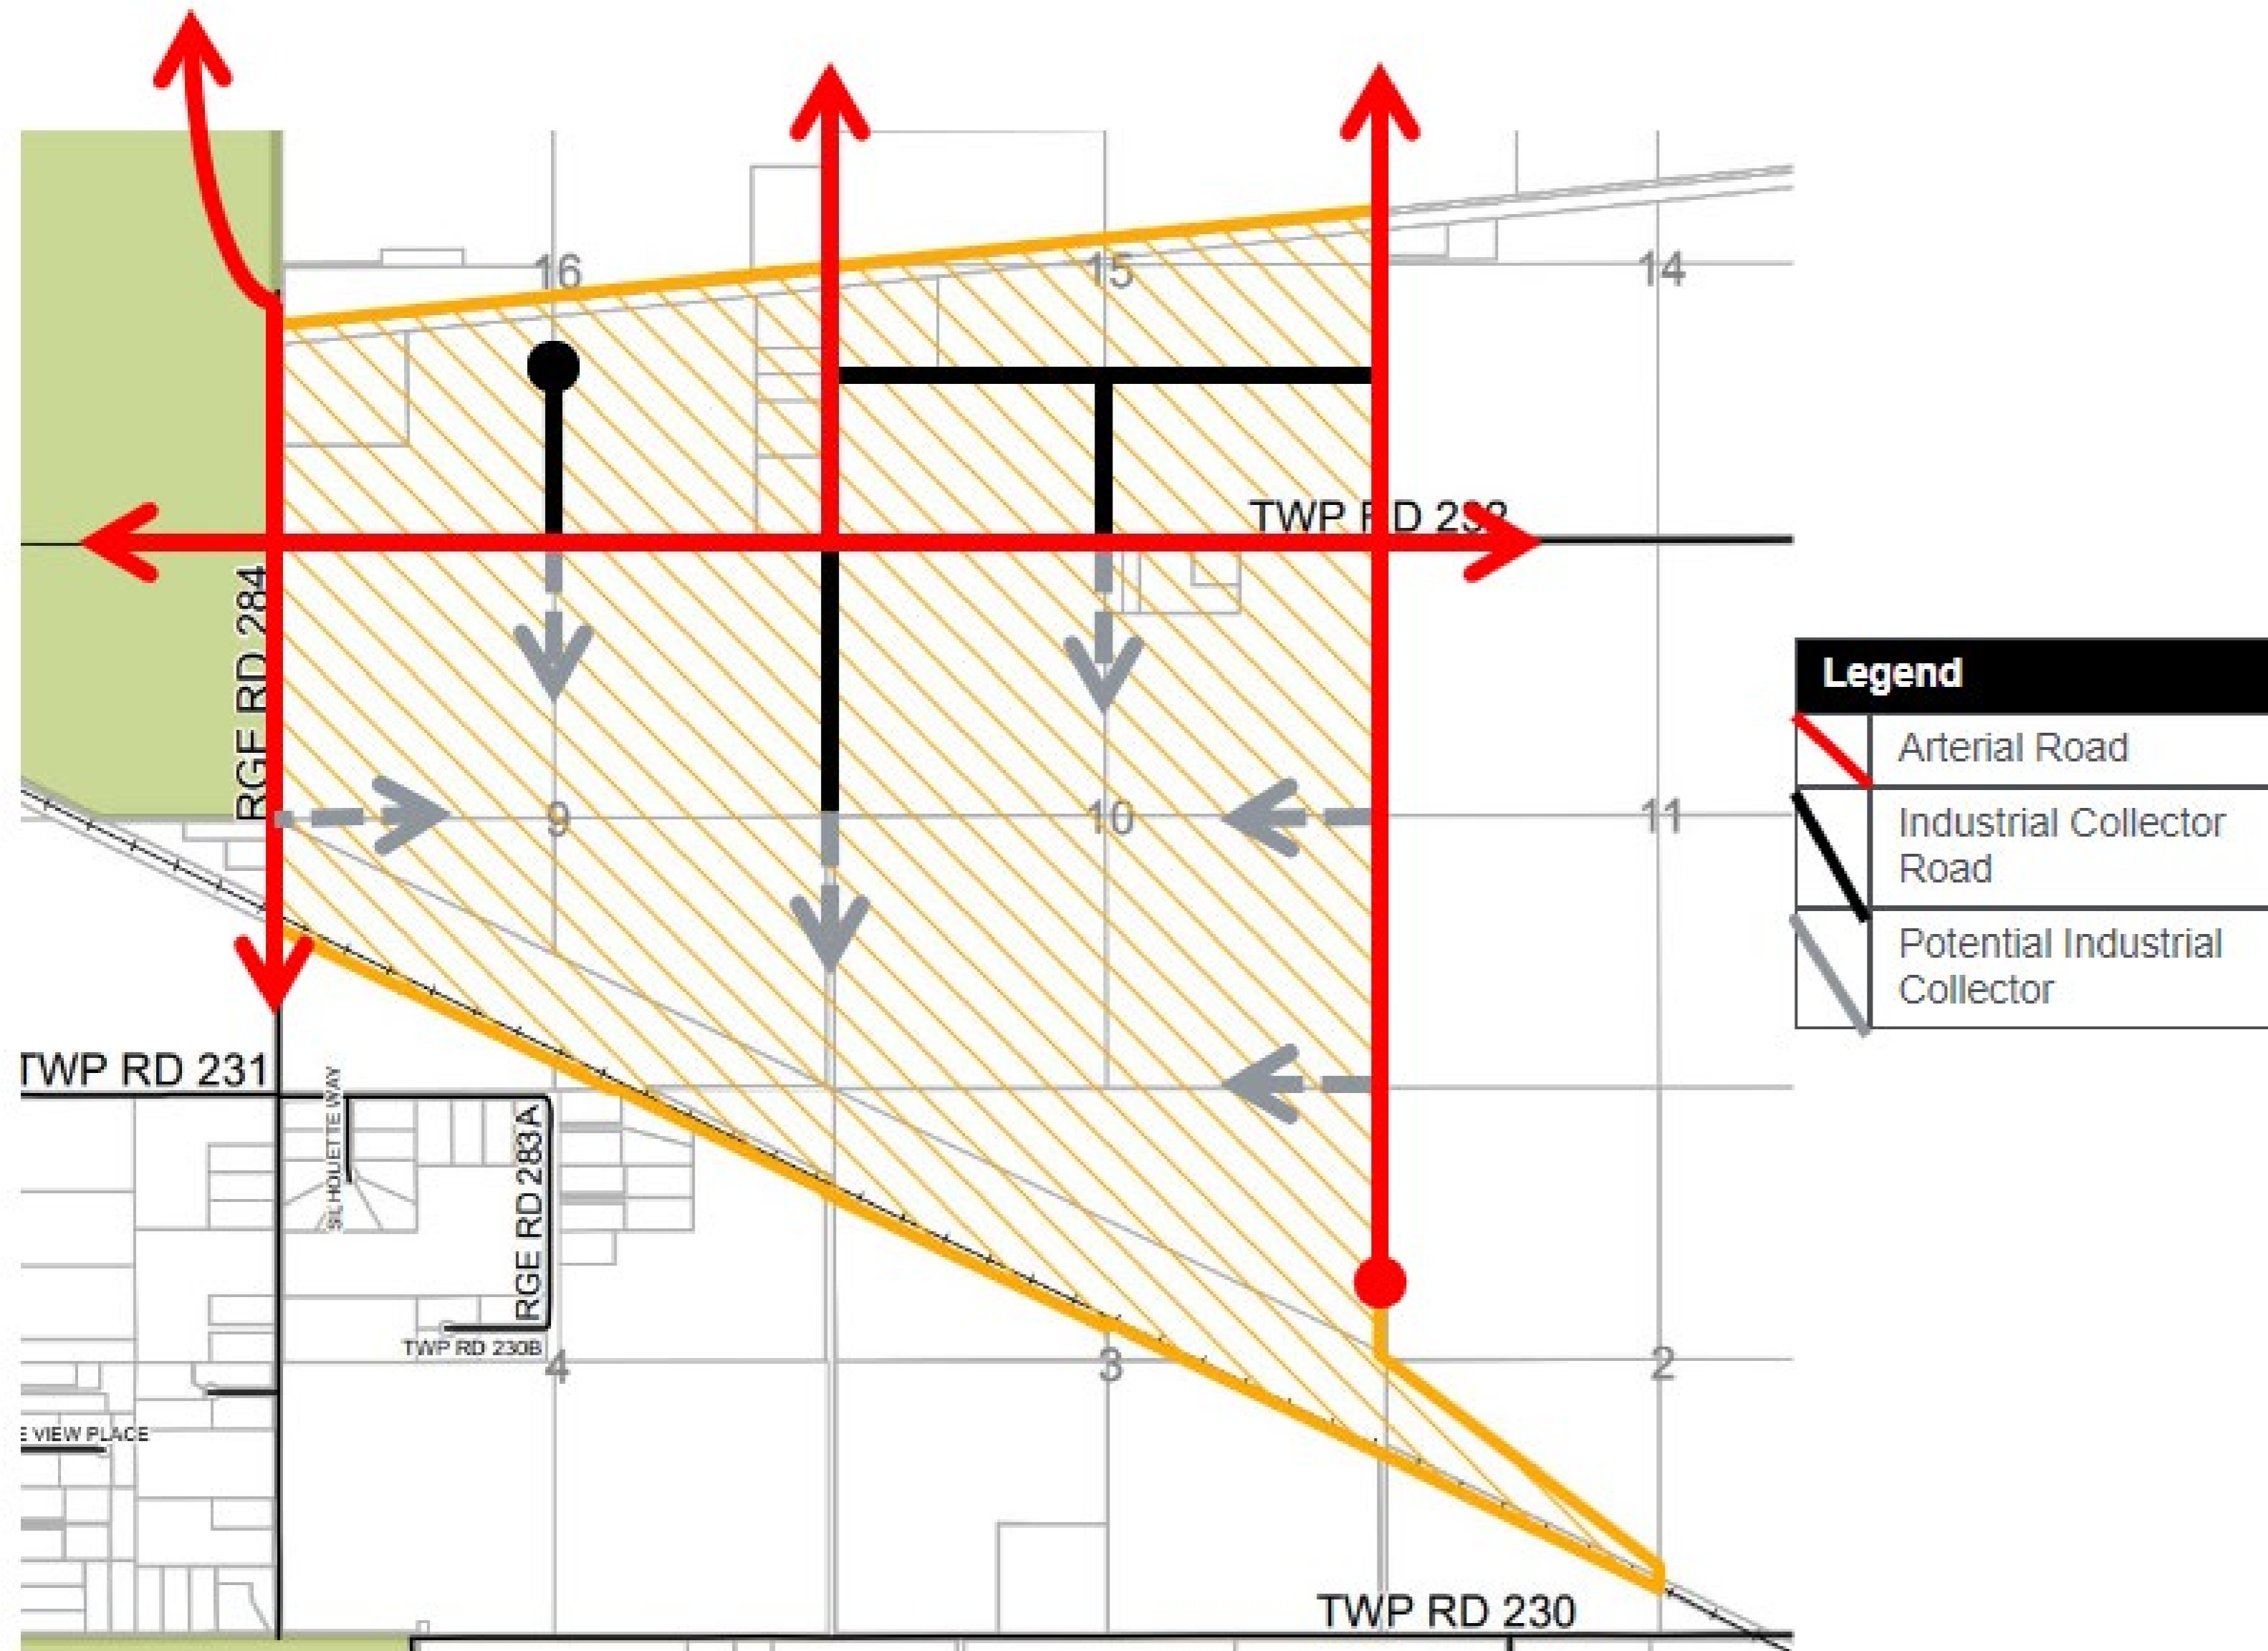 16
15
14
TWP RD 232
RGE RD 284
9
10
11
Legend
Arterial Road
Industrial Collector
Road
Potential Industrial
Collector
TWP RD 231
SILHOUETTE WAY
RGE RD 283A
TWP RD 230B
4
3
2
E VIEW PLACE
TWP RD 230